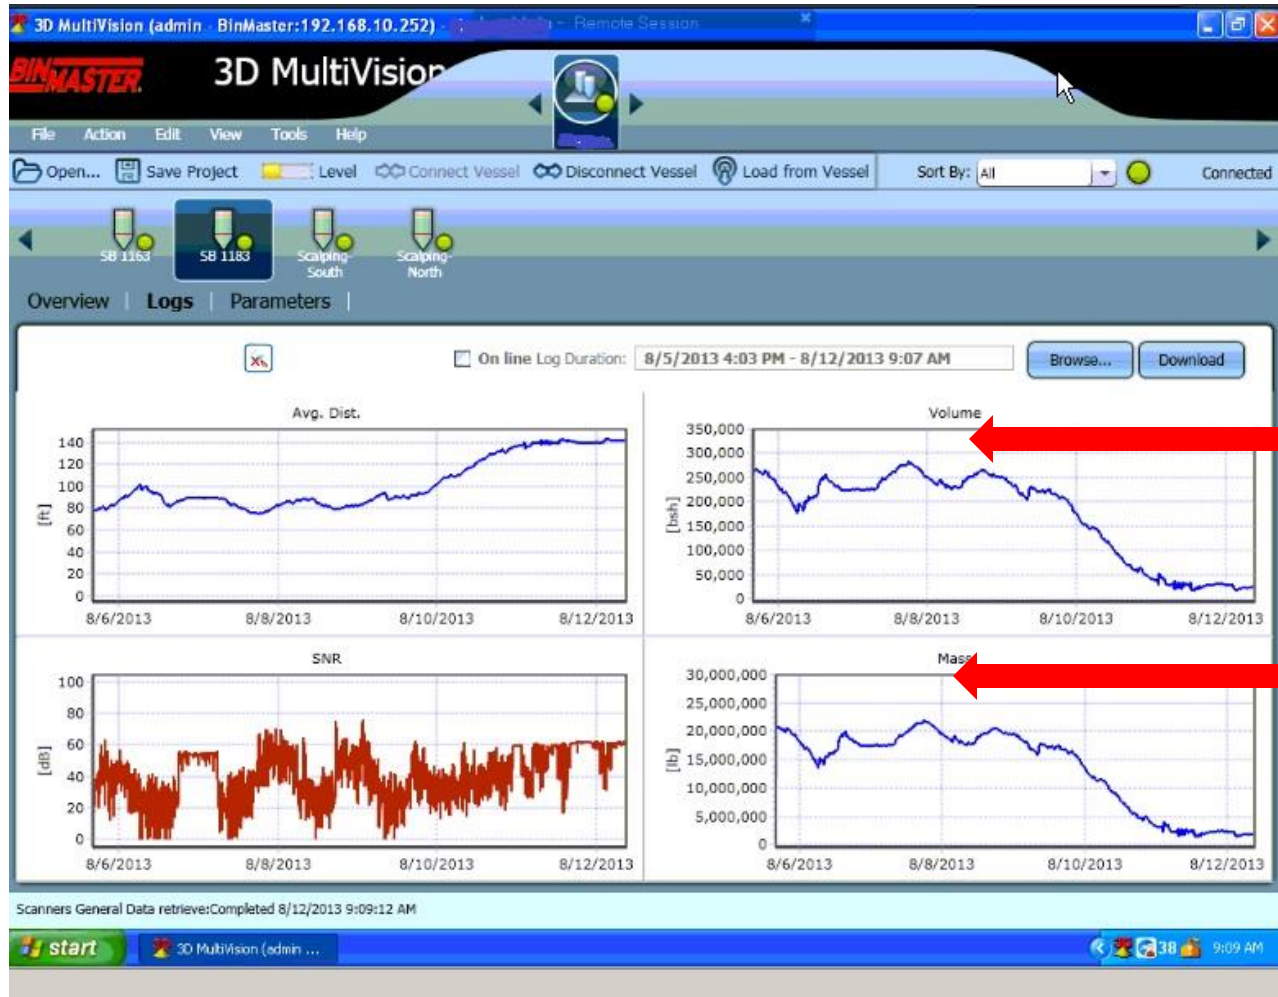 3D MultiVision (admin - BinMaster:192.168.10.252) -
- Remote Session
BINMASTER.
3D MultiVision
File Action Edit View Tools Help
Open... Save Project Level Connect Vessel Disconnect Vessel Load from Vessel Sort By: All Connected
SB 1163 SB 1183 Scalping-South Scalping-North
Overview | Logs | Parameters |
On line Log Duration: 8/5/2013 4:03 PM - 8/12/2013 9:07 AM Browse... Download
Avg. Dist.
140
120
100
80
60
40
20
0
[ft]
8/6/2013 8/8/2013 8/10/2013 8/12/2013
Volume
350,000
300,000
250,000
200,000
150,000
100,000
50,000
0
[bsh]
8/6/2013 8/8/2013 8/10/2013 8/12/2013
SNR
100
80
60
40
20
0
[dB]
8/6/2013 8/8/2013 8/10/2013 8/12/2013
Mass
30,000,000
25,000,000
20,000,000
15,000,000
10,000,000
5,000,000
0
[lb]
8/6/2013 8/8/2013 8/10/2013 8/12/2013
Scanners General Data retrieve:Completed 8/12/2013 9:09:12 AM
start 3D MultiVision (admin ... 38 9:09 AM